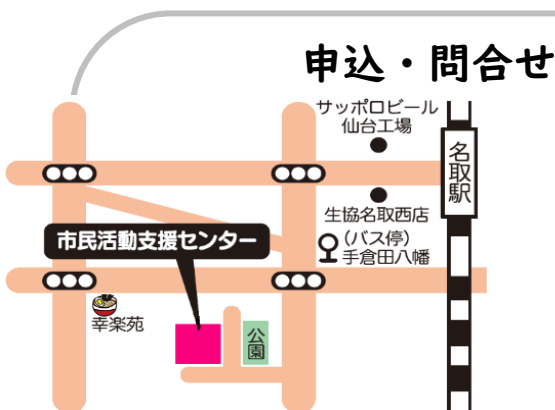 申込・問合せ
サッポロビール
仙台工場
名取駅
生協名取西店
(バス停)
手倉田八幡
市民活動支援センター
幸楽苑
公園